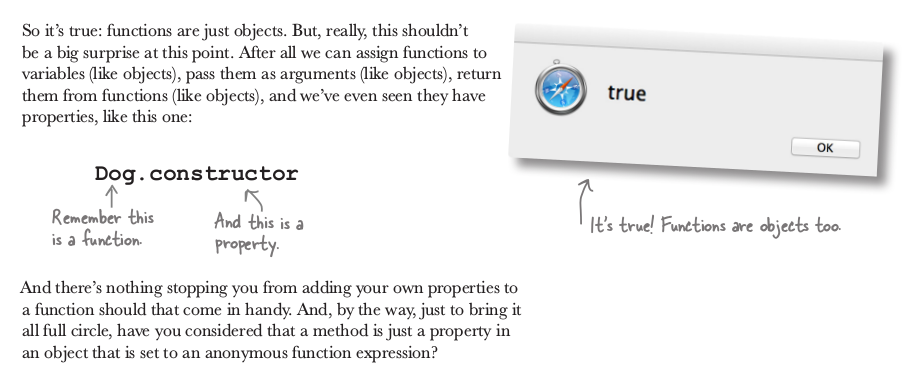 So it's true: functions are just objects. But, really, this shouldn't
be a big surprise at this point. After all we can assign functions to
variables (like objects), pass them as arguments (like objects), return
them from functions (like objects), and we've even seen they have
properties, like this one:
true
OK
Dog.constructor
Remember this
is a function.
And this is a
property.
It's true! Functions are objects too.
And there's nothing stopping you from adding your own properties to
a function should that come in handy. And, by the way, just to bring it
all full circle, have you considered that a method is just a property in
an object that is set to an anonymous function expression?